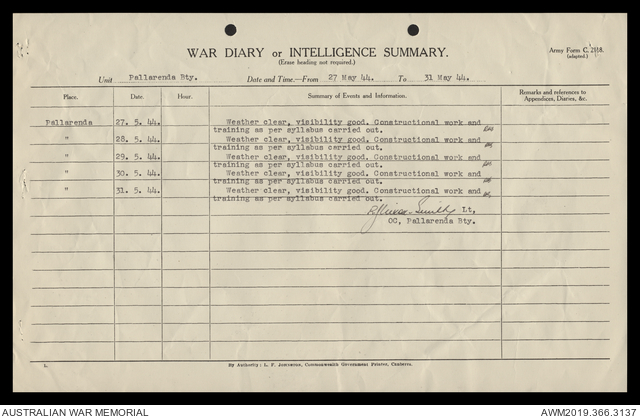 WAR DIARY or INTELLIGENCE SUMMARY.
(Erase heading not required.)
Army Form C. 2118.
(adapted.)
Unit Pallarenda Bty. Date and Time.—From 27 May 44. To 31 May 44.
Place. Date. Hour. Summary of Events and Information. Remarks and references to Appendices, Diaries, &c.
Pallarenda 27. 5. 44. Weather clear, visibility good. Constructional work and
training as per syllabus carried out.
" 28. 5. 44. Weather clear, visibility good. Constructional work and
training as per syllabus carried out.
" 29. 5. 44. Weather clear, visibility good. Constructional work and
training as per syllabus carried out.
" 30. 5. 44. Weather clear, visibility good. Constructional work and
training as per syllabus carried out.
" 31. 5. 44. Weather clear, visibility good. Constructional work and
training as per syllabus carried out.
Lt,
OC, Pallarenda Bty.
1. By Authority: L. F. Johnston, Commonwealth Government Printer, Canberra.
AUSTRALIAN WAR MEMORIAL AWM2019.366.3137